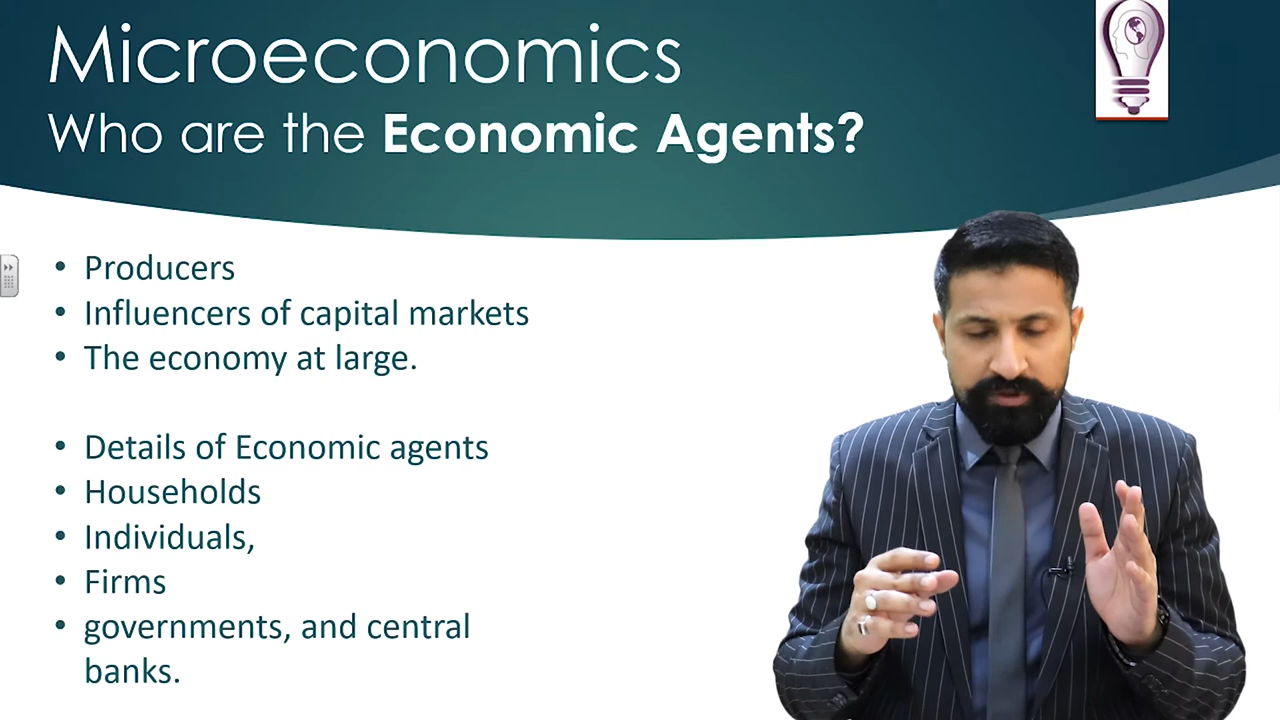 Microeconomics
Who are the Economic Agents?
• Producers
• Influencers of capital markets
• The economy at large.
• Details of Economic agents
• Households
• Individuals,
• Firms
• governments, and central
banks.